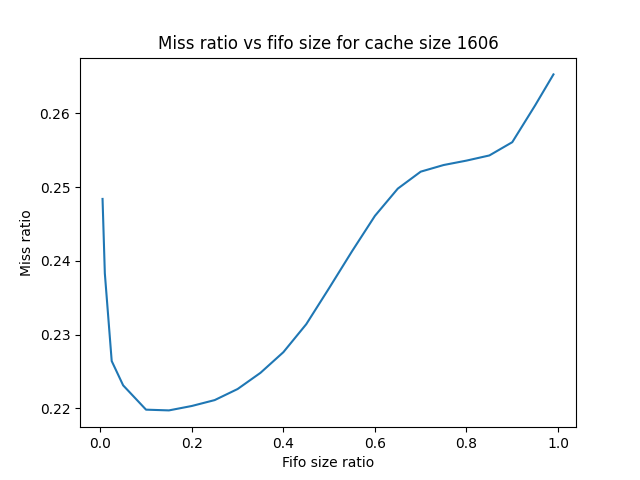 Miss ratio vs fifo size for cache size 1606
Miss ratio
0.26
0.25
0.24
0.23
0.22
0.0 0.2 0.4 0.6 0.8 1.0
Fifo size ratio